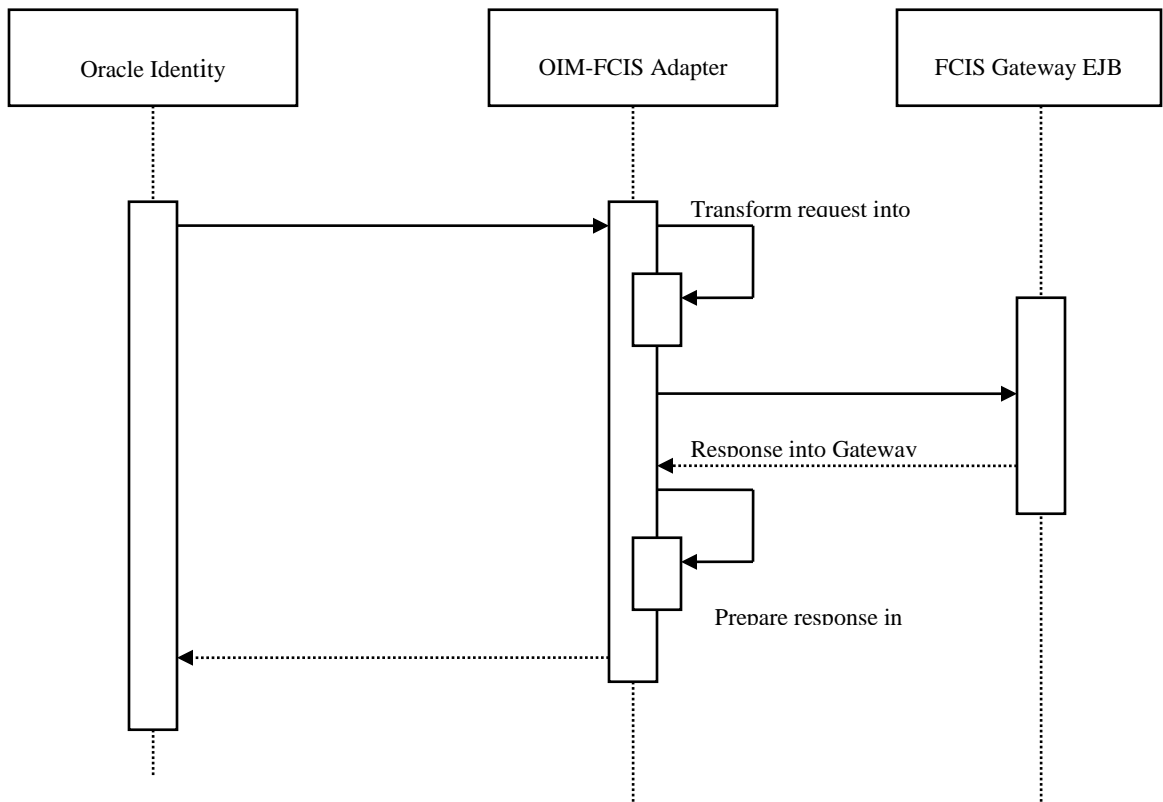 Oracle Identity
OIM-FCIS Adapter
FCIS Gateway EJB
Transform request into
Response into Gateway
Prepare response in